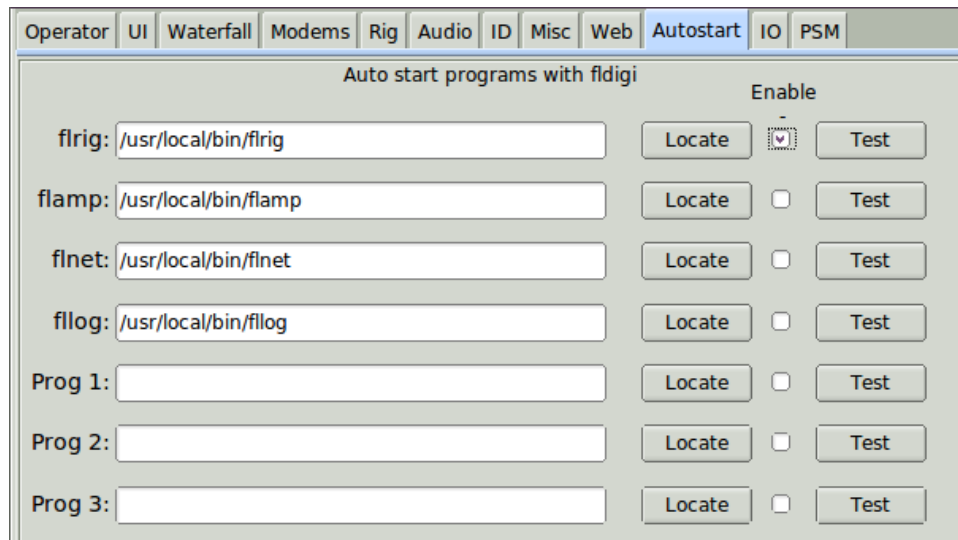 Operator UI Waterfall Modems Rig Audio ID Misc Web Autostart IO PSM
Auto start programs with fldigi
Enable
flrig: /usr/local/bin/flrig Locate Test
flamp: /usr/local/bin/flamp Locate Test
flnet: /usr/local/bin/flnet Locate Test
fllog: /usr/local/bin/fllog Locate Test
Prog 1: Locate Test
Prog 2: Locate Test
Prog 3: Locate Test